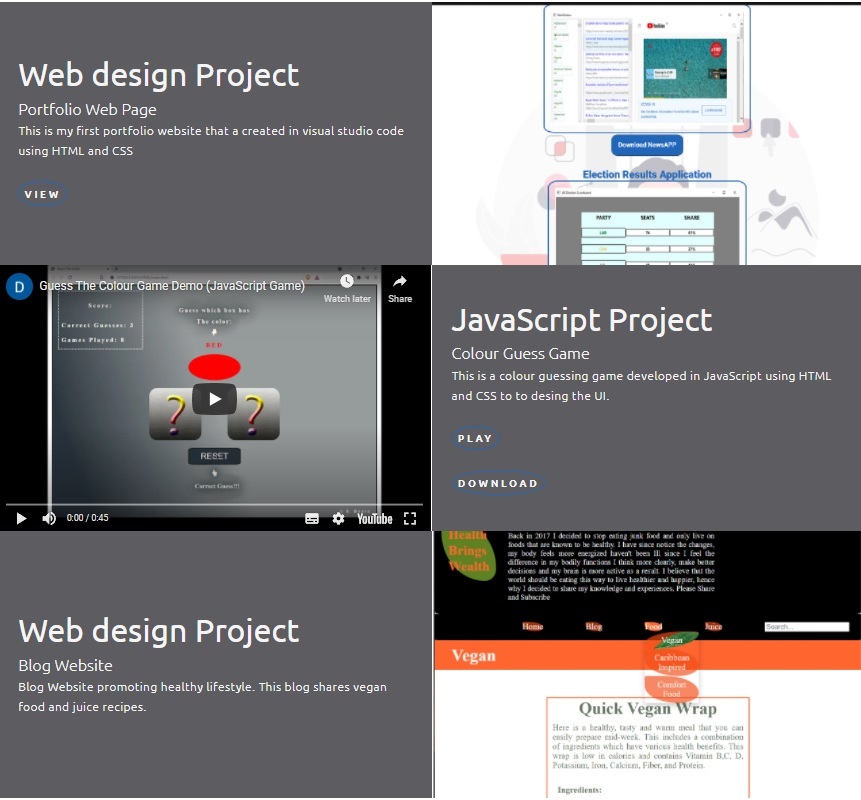 Web design Project
Portfolio Web Page
This is my first portfolio website that a created in visual studio code
using HTML and CSS
VIEW
YouTube
Download NewsAPP
Election Results Application
PARTY SEATS SHARE
D
Guess The Colour Game Demo (JavaScript Game)
Watch later
Share
Score:
Correct Guesses: 3
Games Played: 8
Guess which box has
The color:
RED
? ?
RESET
Correct Guess!!!
0:00 / 0:45
YouTube
JavaScript Project
Colour Guess Game
This is a colour guessing game developed in JavaScript using HTML
and CSS to to desing the UI.
PLAY
DOWNLOAD
Web design Project
Blog Website
Blog Website promoting healthy lifestyle. This blog shares vegan
food and juice recipes.
Health
Brings
Wealth
Back in 2017 I decided to stop eating junk food and only live on
foods that are known to be healthy. I have since notice the changes,
my body feels more energized haven't been Ill since I feel the
difference in my bodily functions I think more clearly, make better
decisions and my brain is more active as a rerult. I believe that the
world should be eating this way to live healthier and happier, hence
why I decided to share my knowledge and experiences, Please Share
and Subscribe
Home Blog Food Juice Search...
Vegan
Caribbean
Inspired
Comfort
Food
Vegan
Quick Vegan Wrap
Here is a healthy, tasty and warm meal that you can
easily prepare mid-week. This includes a combination
of ingredients which have various health benefits. This
wrap is low in calories and contains Vitamin B,C, D,
Potassium, Iron, Calcium, Fiber, and Protein.
Ingredients: